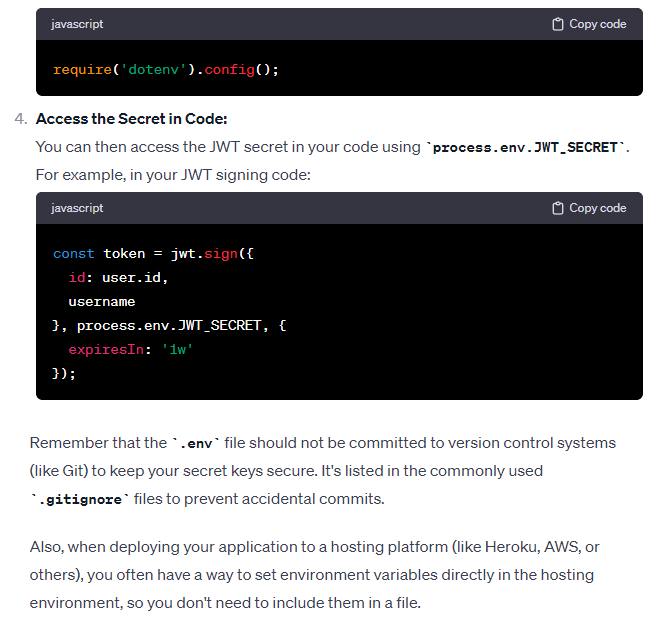 javascript
Copy code
require('dotenv').config();
4. Access the Secret in Code:
You can then access the JWT secret in your code using `process.env.JWT_SECRET`.
For example, in your JWT signing code:
javascript
Copy code
const token = jwt.sign({
  id: user.id,
  username
}, process.env.JWT_SECRET, {
  expiresIn: '1w'
});
Remember that the `.env` file should not be committed to version control systems
(like Git) to keep your secret keys secure. It's listed in the commonly used
`.gitignore` files to prevent accidental commits.
Also, when deploying your application to a hosting platform (like Heroku, AWS, or
others), you often have a way to set environment variables directly in the hosting
environment, so you don't need to include them in a file.